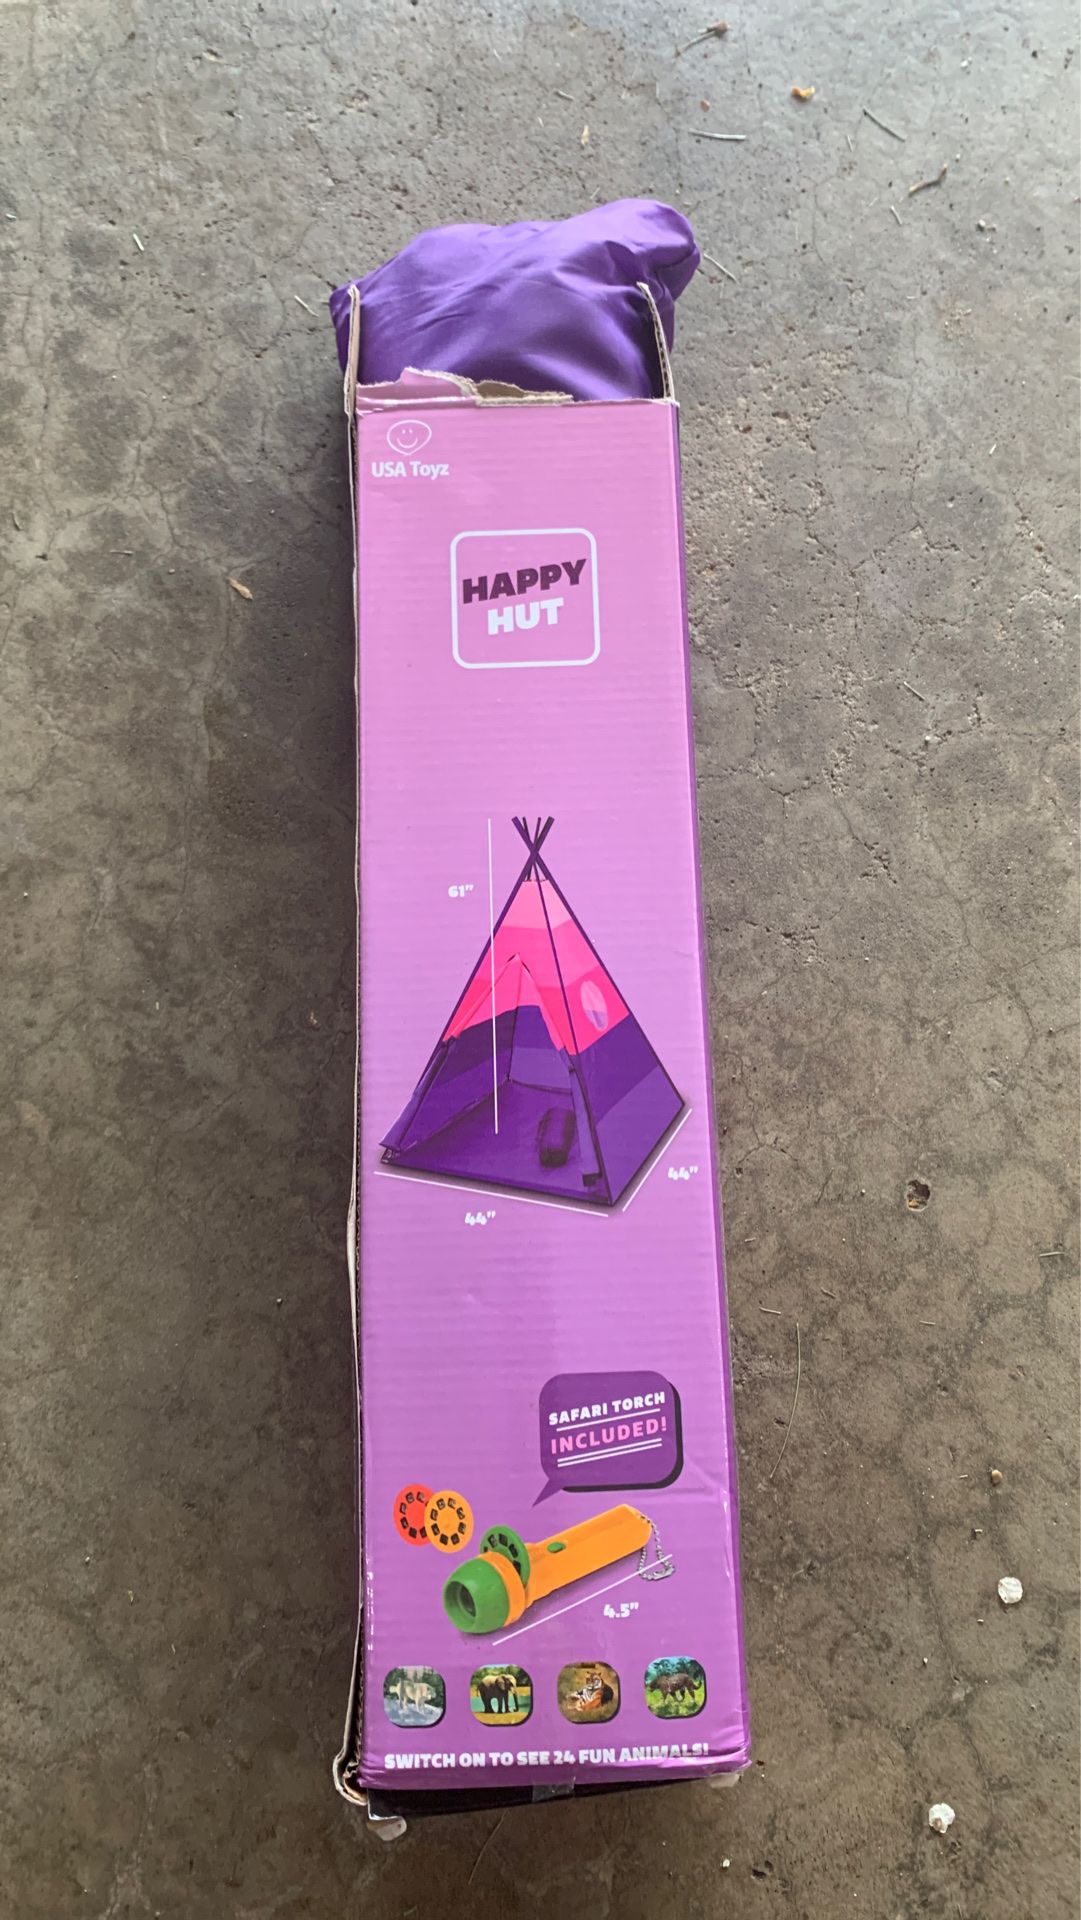 USA Toyz
HAPPY
HUT
61"
44"
44"
SAFARI TORCH
INCLUDED!
4.5"
SWITCH ON TO SEE 24 FUN ANIMALS!